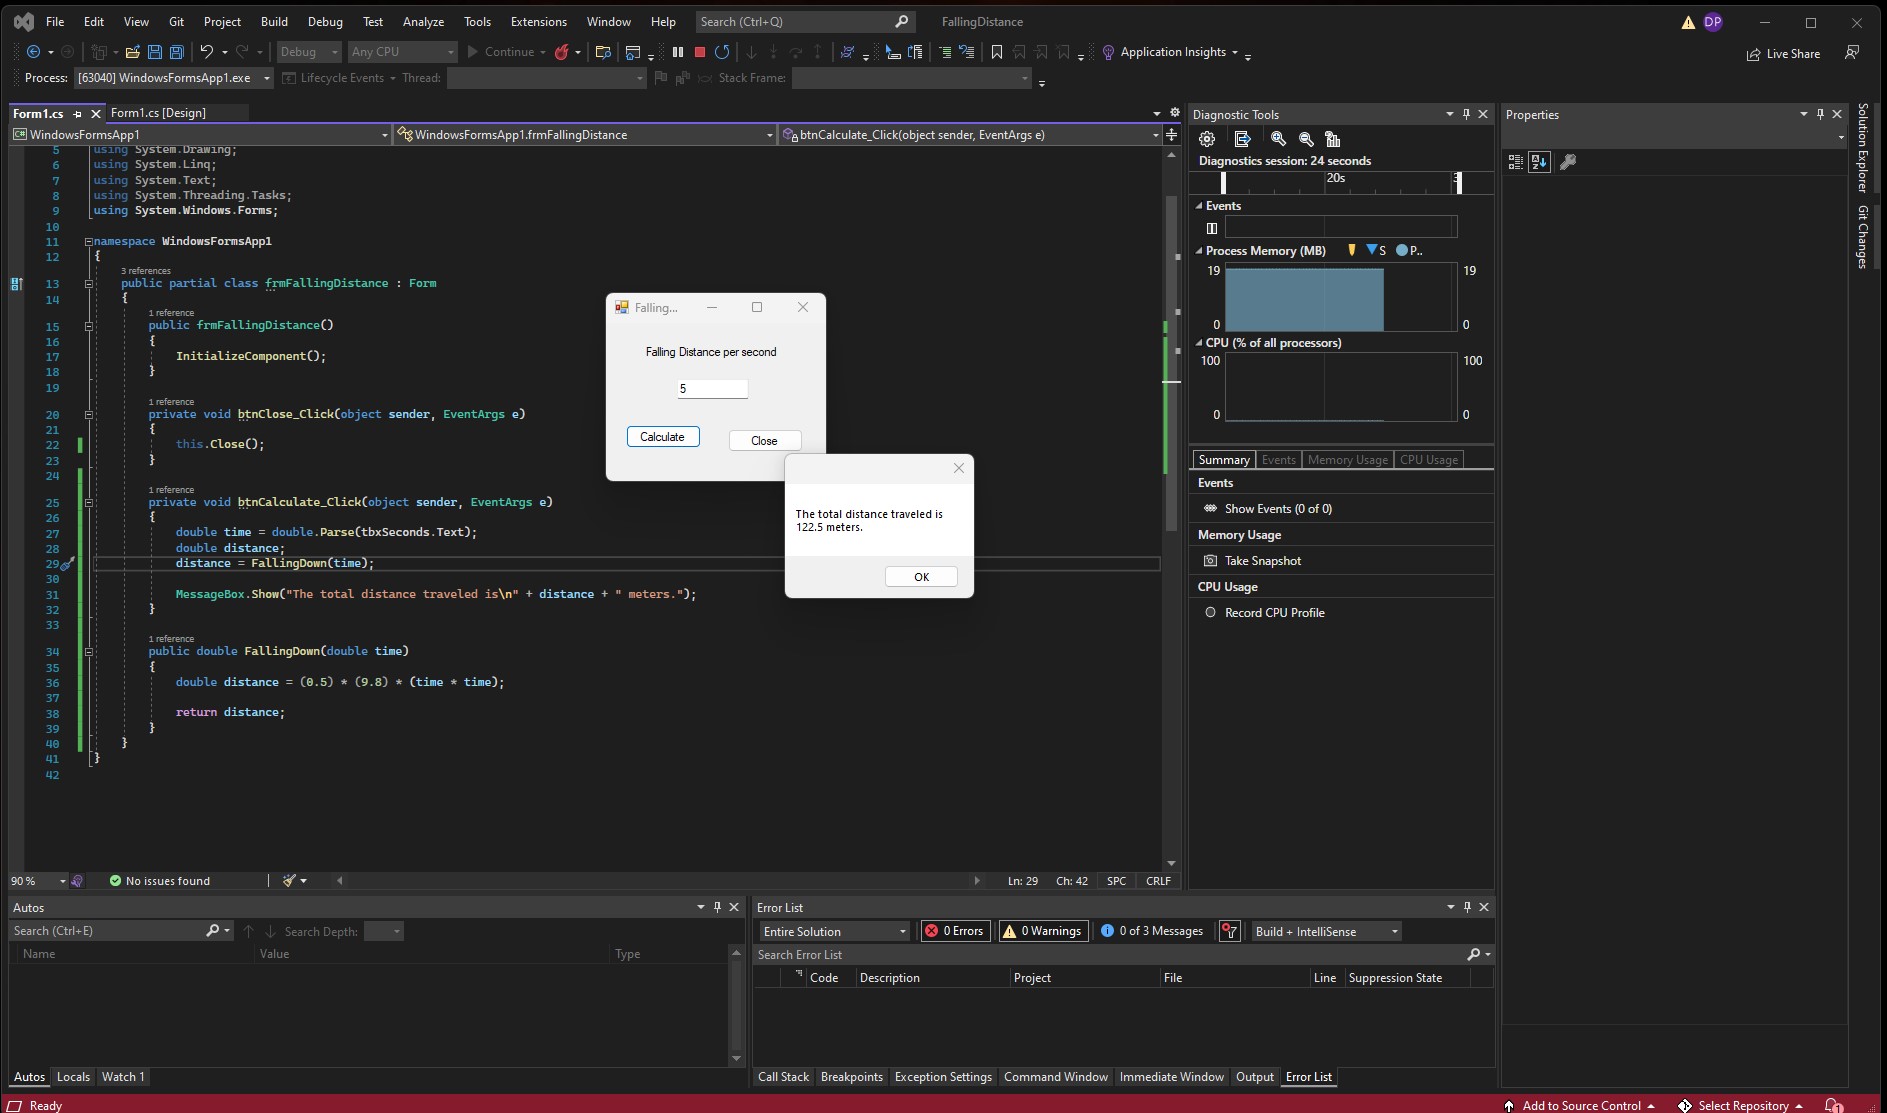 File Edit View Git Project Build Debug Test Analyze Tools Extensions Window Help Search (Ctrl+Q) FallingDistance DP
Debug Any CPU Continue Application Insights Live Share
Process: [63040] WindowsFormsApp1.exe Lifecycle Events Thread: Stack Frame:
Form1.cs Form1.cs [Design]
WindowsFormsApp1 WindowsFormsApp1.frmFallingDistance btnCalculate_Click(object sender, EventArgs e)
5 using System.Drawing;
6 using System.Linq;
7 using System.Text;
8 using System.Threading.Tasks;
9 using System.Windows.Forms;
10
11 namespace WindowsFormsApp1
12 {
3 references
13 public partial class frmFallingDistance : Form
14 {
1 reference
15 public frmFallingDistance()
16 {
17 InitializeComponent();
18 }
19
1 reference
20 private void btnClose_Click(object sender, EventArgs e)
21 {
22 this.Close();
23 }
24
1 reference
25 private void btnCalculate_Click(object sender, EventArgs e)
26 {
27 double time = double.Parse(tbxSeconds.Text);
28 double distance;
29 distance = FallingDown(time);
30
31 MessageBox.Show("The total distance traveled is\n" + distance + " meters.");
32 }
33
1 reference
34 public double FallingDown(double time)
35 {
36 double distance = (0.5) * (9.8) * (time * time);
37
38 return distance;
39 }
40 }
41 }
42
Falling...
Falling Distance per second
5
Calculate Close
The total distance traveled is
122.5 meters.
OK
90 % No issues found Ln: 29 Ch: 42 SPC CRLF
Diagnostic Tools
Diagnostics session: 24 seconds
20s
Events
Process Memory (MB) S P..
19 19
0 0
CPU (% of all processors)
100 100
0 0
Summary Events Memory Usage CPU Usage
Events
Show Events (0 of 0)
Memory Usage
Take Snapshot
CPU Usage
Record CPU Profile
Properties
Solution Explorer
Git Changes
Autos
Search (Ctrl+E) Search Depth:
Name Value Type
Autos Locals Watch 1
Error List
Entire Solution 0 Errors 0 Warnings 0 of 3 Messages Build + IntelliSense
Search Error List
Code Description Project File Line Suppression State
Call Stack Breakpoints Exception Settings Command Window Immediate Window Output Error List
Ready Add to Source Control Select Repository 1